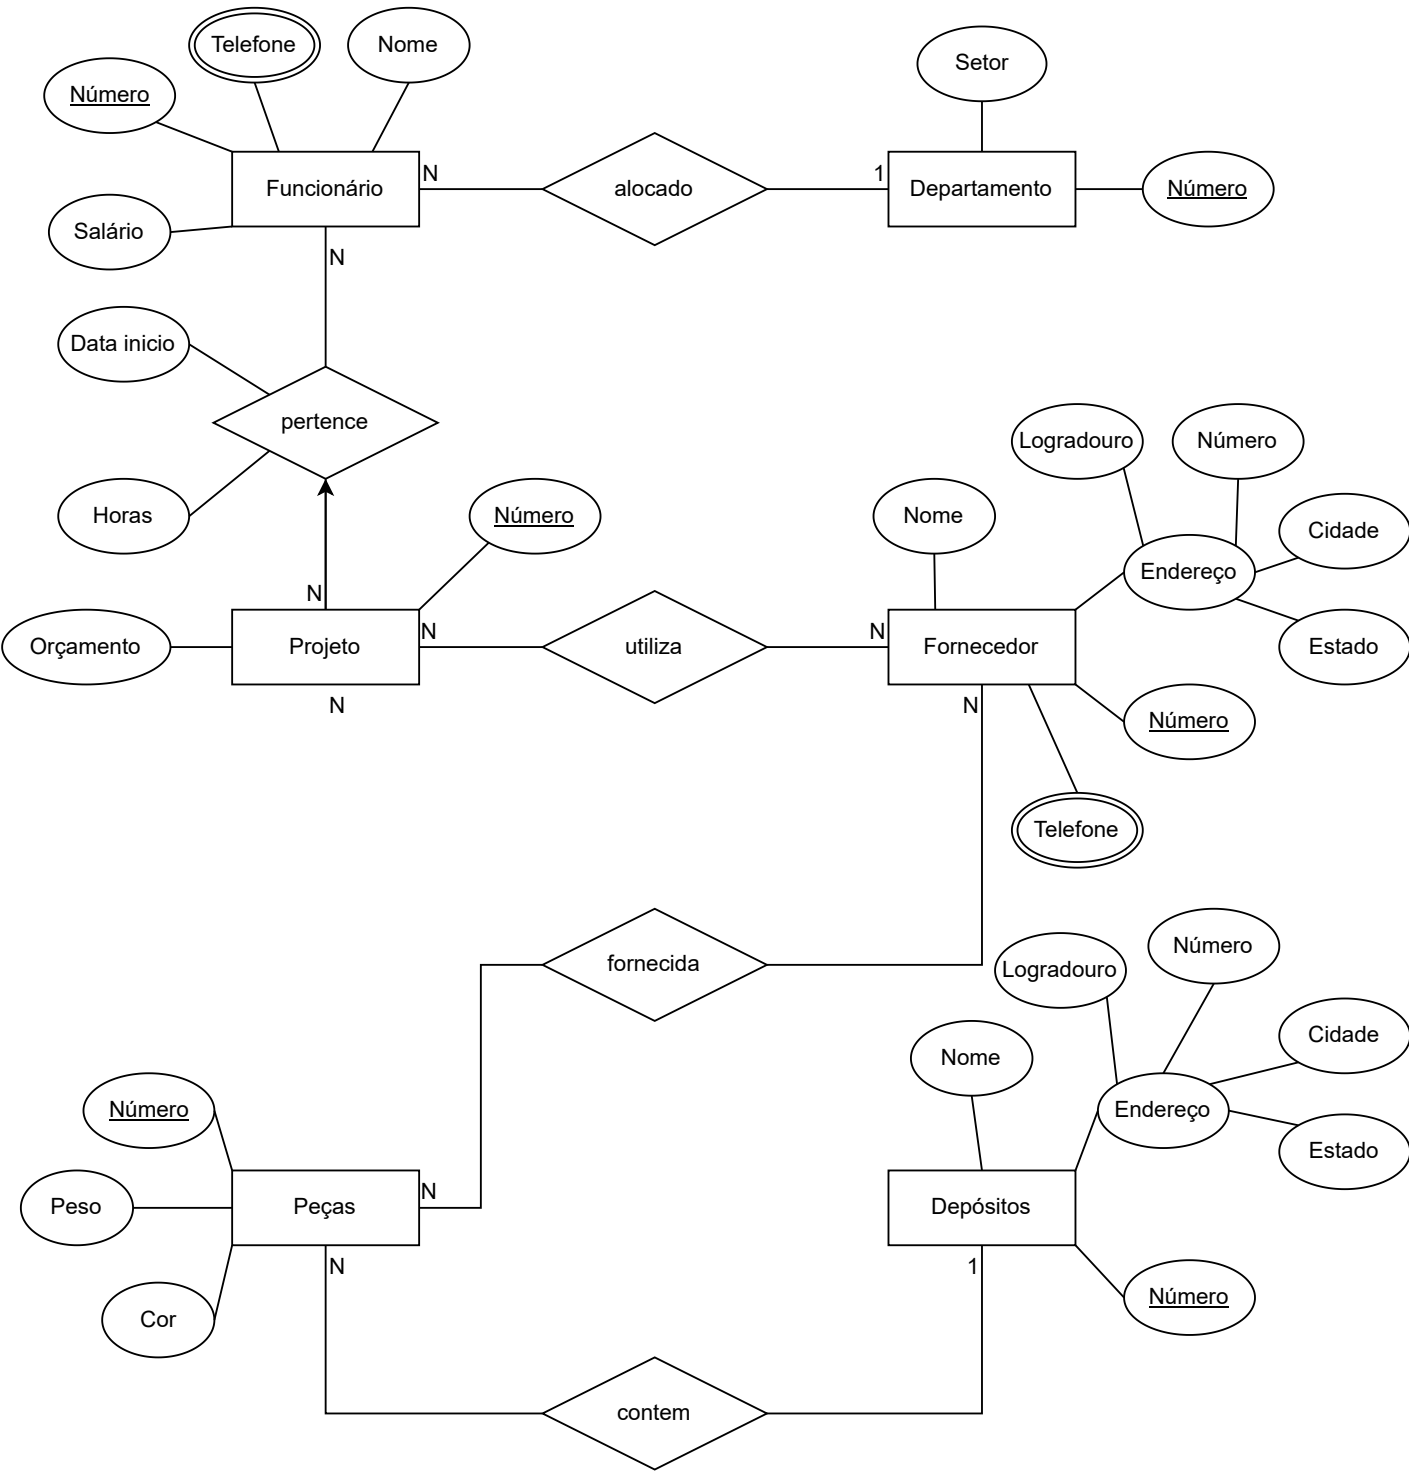 Telefone
Nome
Setor
Número
Funcionário
N
alocado
1
Departamento
Número
Salário
N
Data inicio
pertence
Logradouro
Número
Horas
Número
Nome
Cidade
Endereço
N
Orçamento
Projeto
N
utiliza
N
Fornecedor
Estado
N
N
Número
Telefone
fornecida
Logradouro
Número
Nome
Cidade
Número
Endereço
Estado
Peso
Peças
N
Depósitos
N
1
Número
Cor
contem